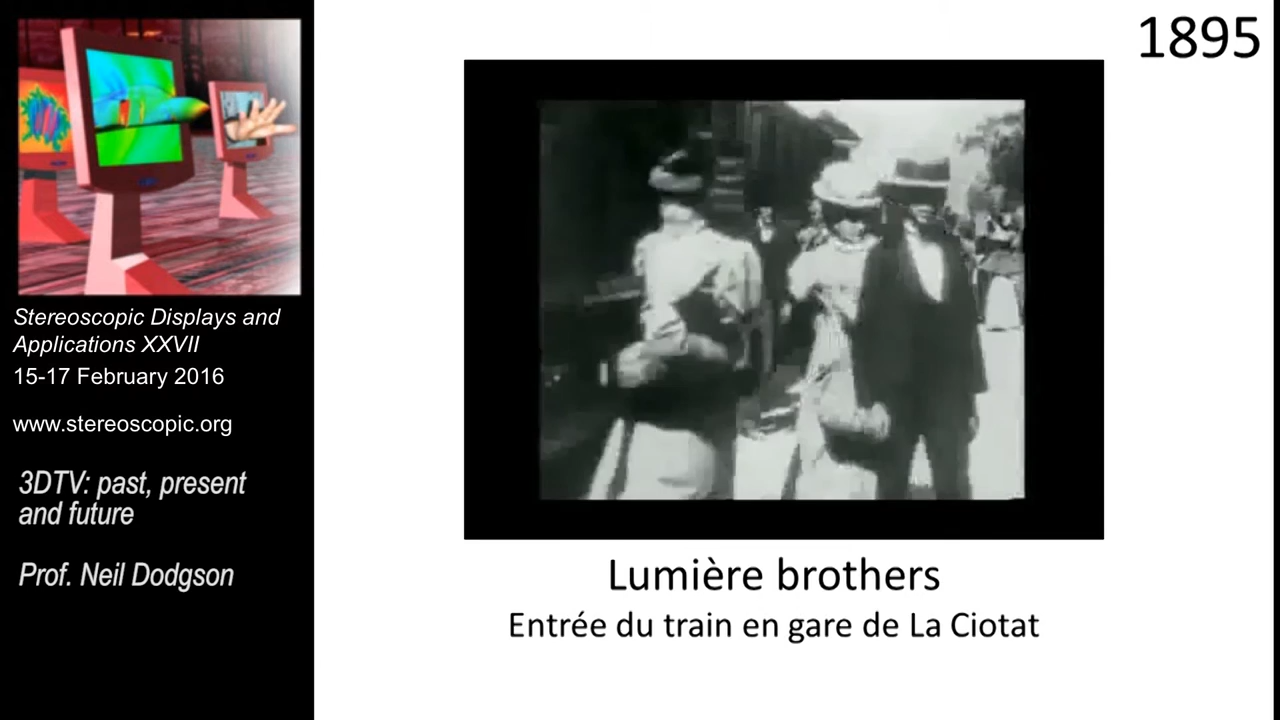 Stereoscopic Displays and
Applications XXVII
15-17 February 2016
www.stereoscopic.org
3DTV: past, present
and future
Prof. Neil Dodgson
1895
Lumière brothers
Entrée du train en gare de La Ciotat